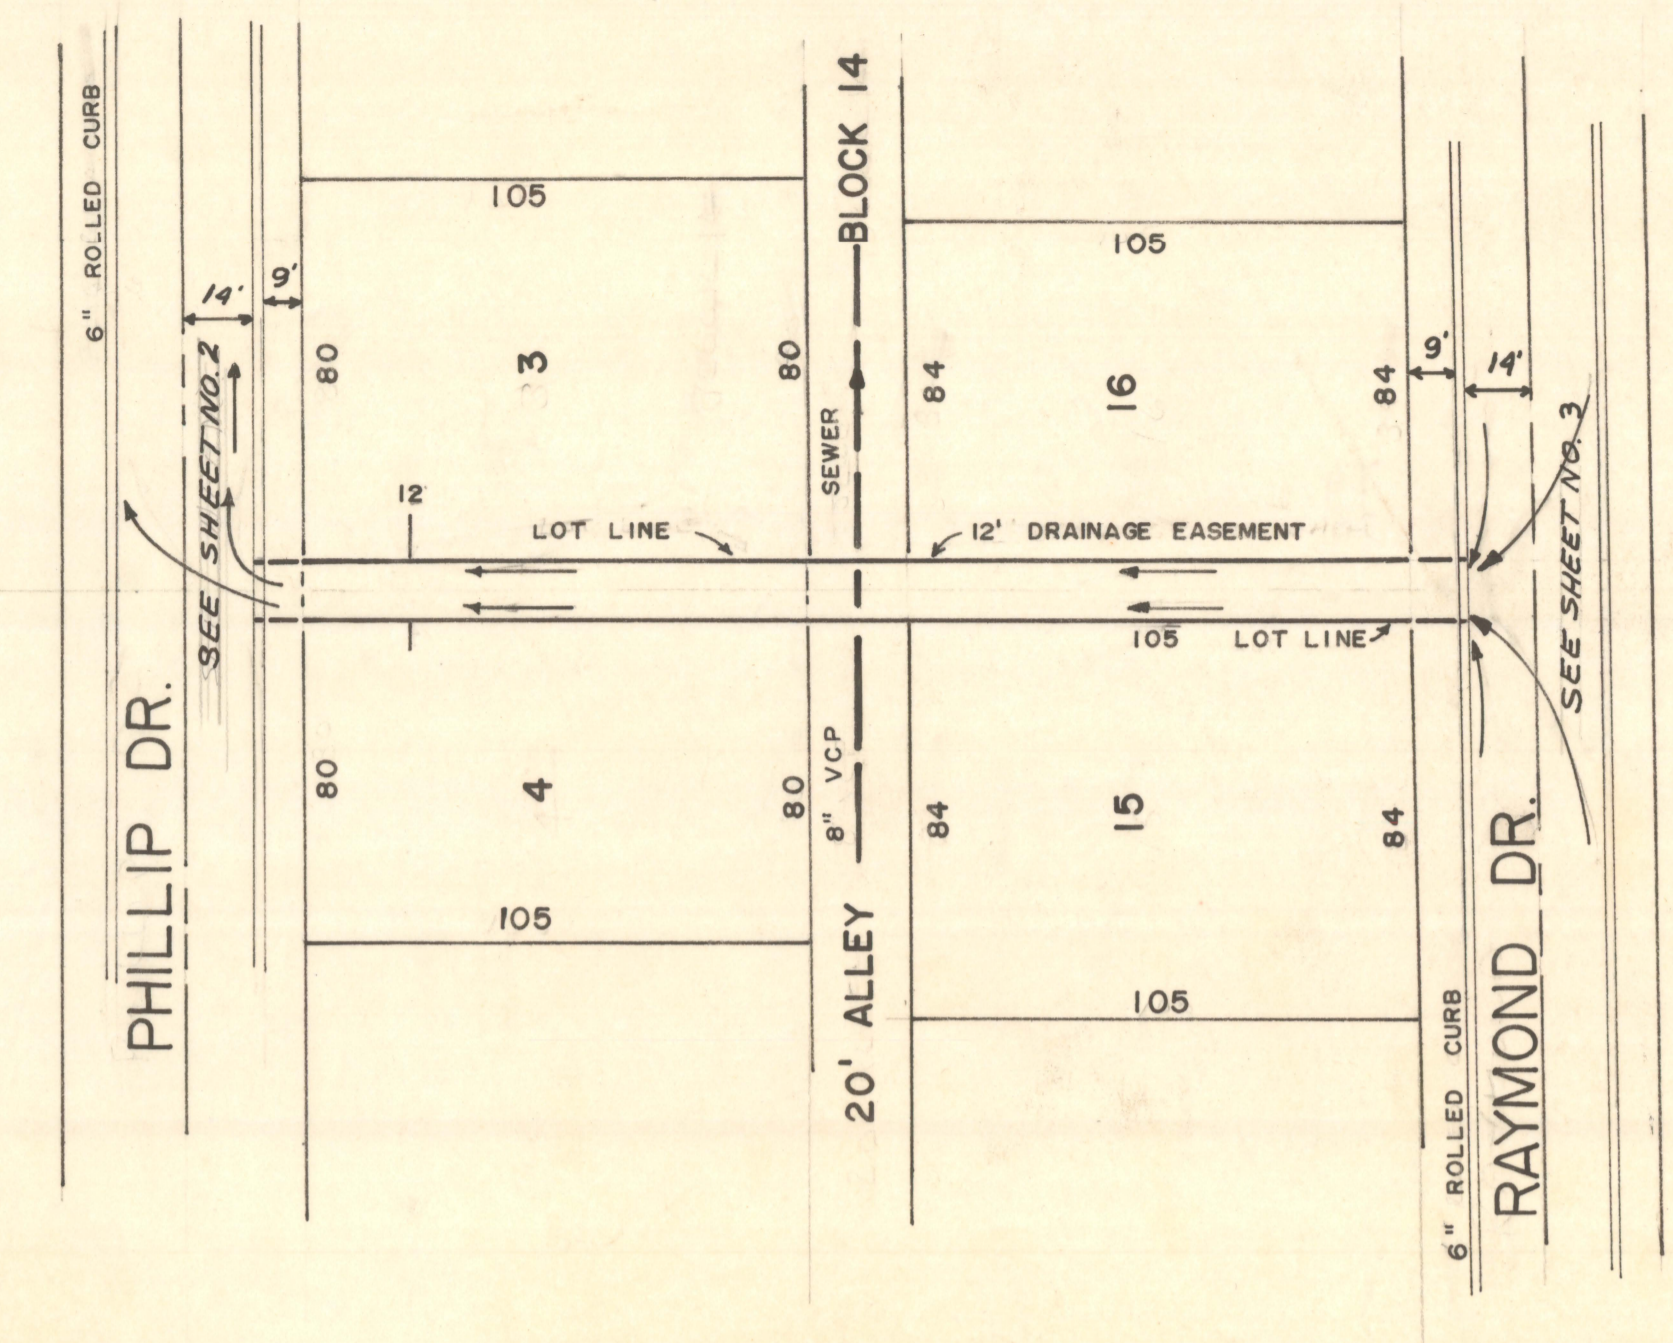 6" ROLLED CURB
PHILLIP DR.
SEE SHEET NO. 2
14'
9'
105
80
3
80
12
LOT LINE
80
4
80
105
BLOCK 14
SEWER
8" VCP
20' ALLEY
105
84
16
84
12' DRAINAGE EASEMENT
105 LOT LINE
84
15
84
105
9'
14'
SEE SHEET NO. 3
6" ROLLED CURB
RAYMOND DR.